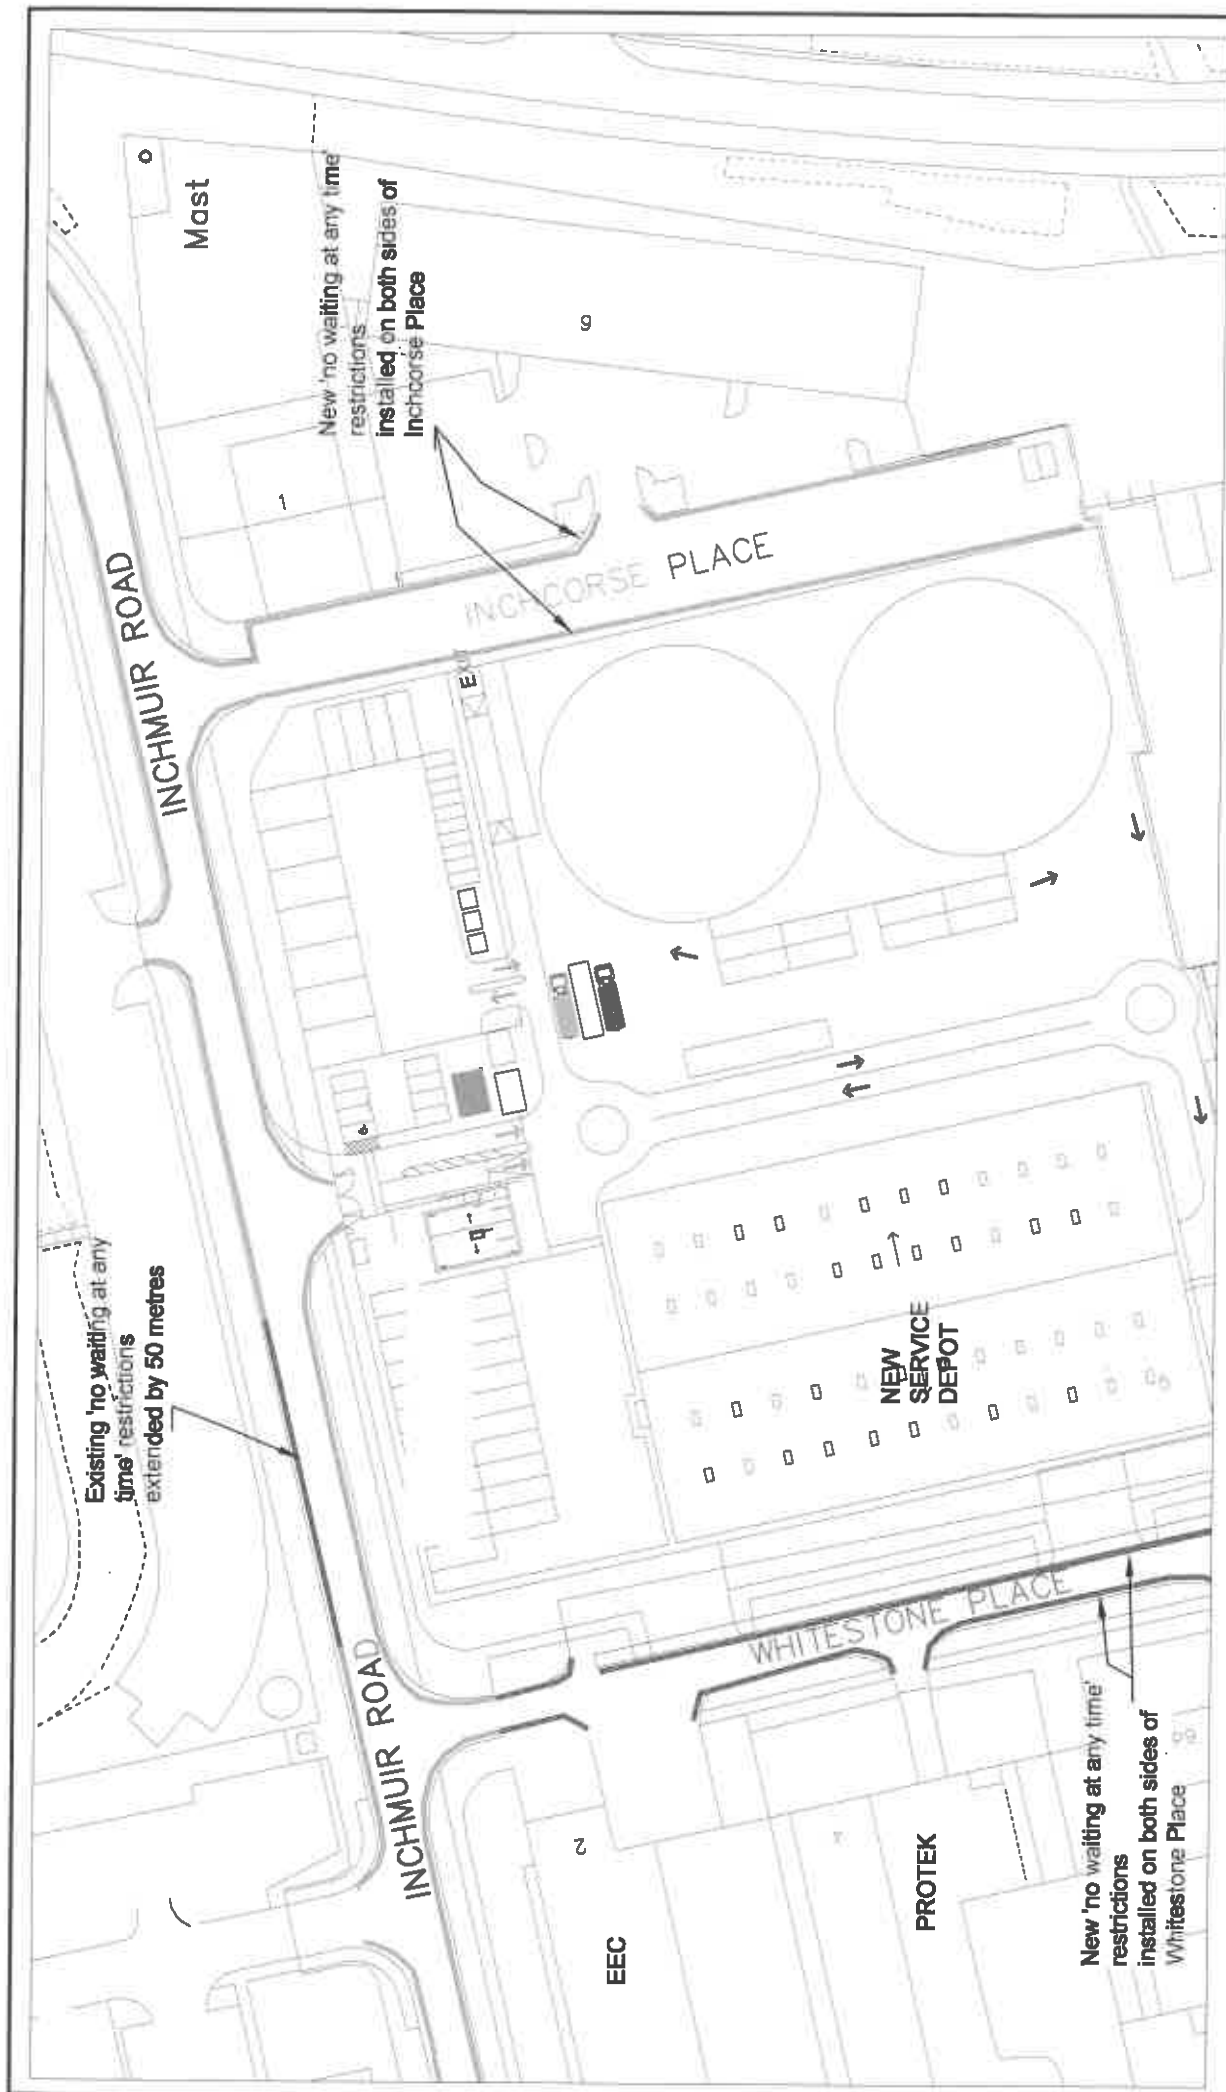 Mast
New 'no waiting at any time'
restrictions
installed on both sides of
Inchcorse Place
1
9
INCHMUIR ROAD
INCHCORSE PLACE
Existing 'no waiting at any
time' restrictions
extended by 50 metres
NEW
SERVICE
DEPOT
INCHMUIR ROAD
WHITESTONE PLACE
EEC
2
4
PROTEK
New 'no waiting at any time'
restrictions
installed on both sides of
Whitestone Place